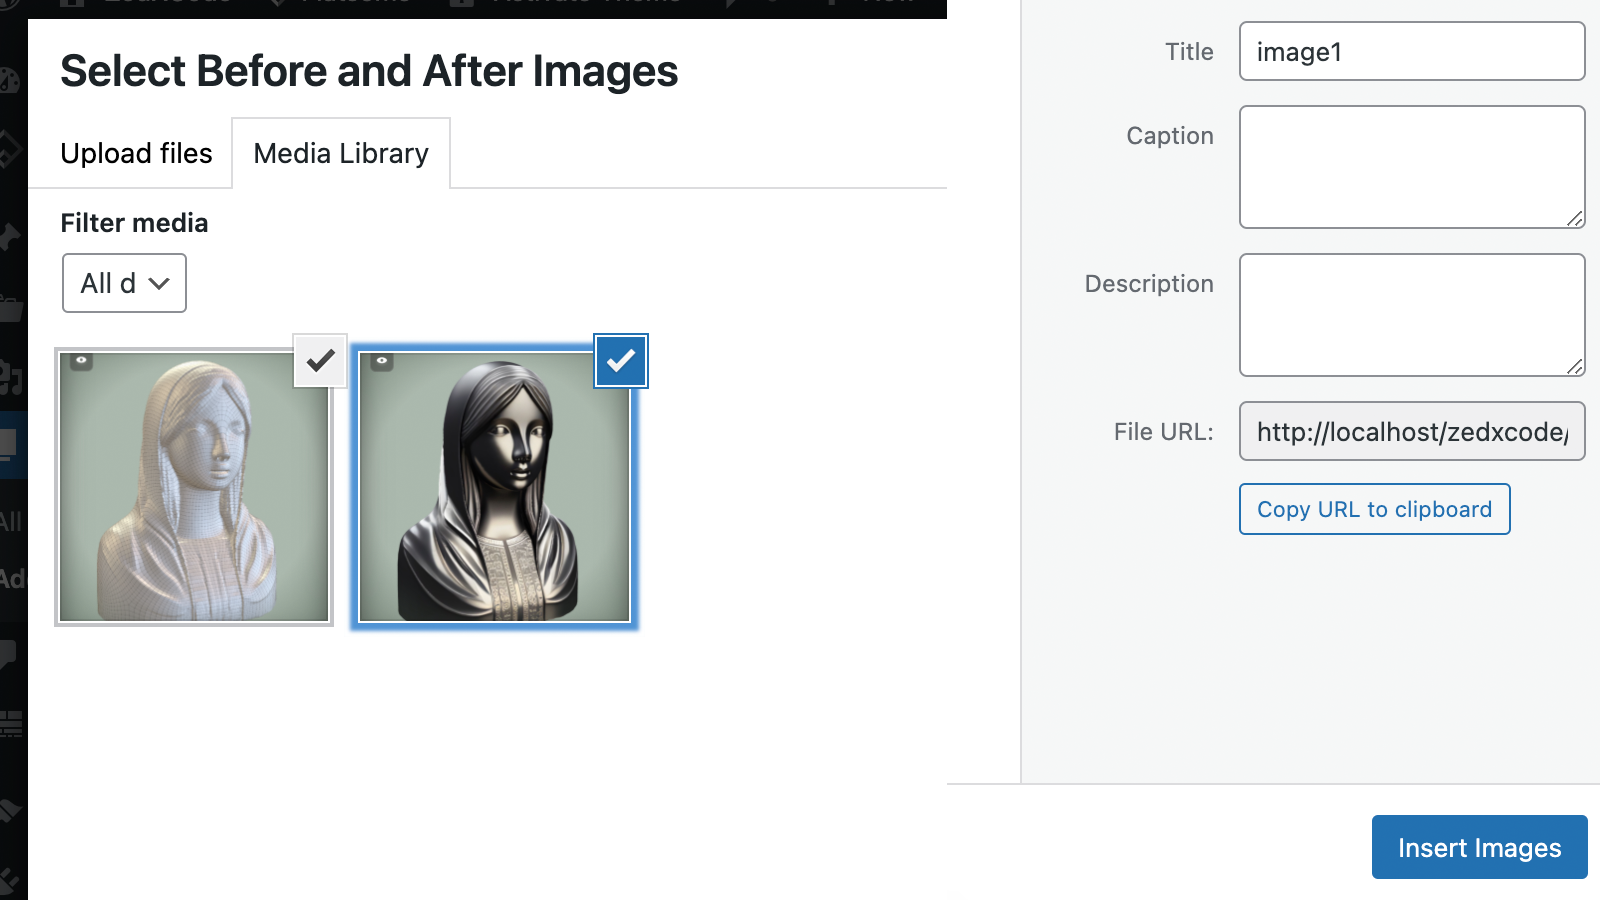 Select Before and After Images
Upload files
Media Library
Filter media
All d
Title
image1
Caption
Description
File URL:
http://localhost/zedxcode/
Copy URL to clipboard
Insert Images
All